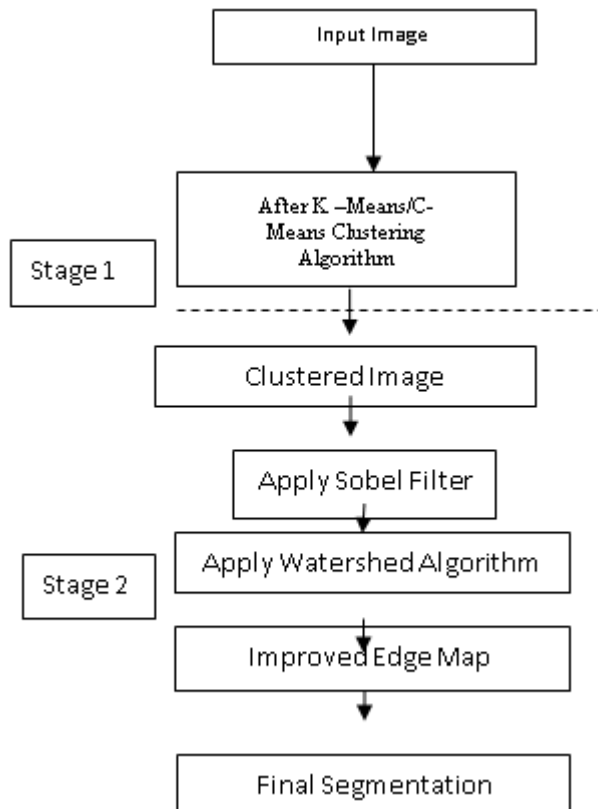 Input Image
After K –Means/C-
Means Clustering
Algorithm
Stage 1
Clustered Image
Apply Sobel Filter
Apply Watershed Algorithm
Stage 2
Improved Edge Map
Final Segmentation